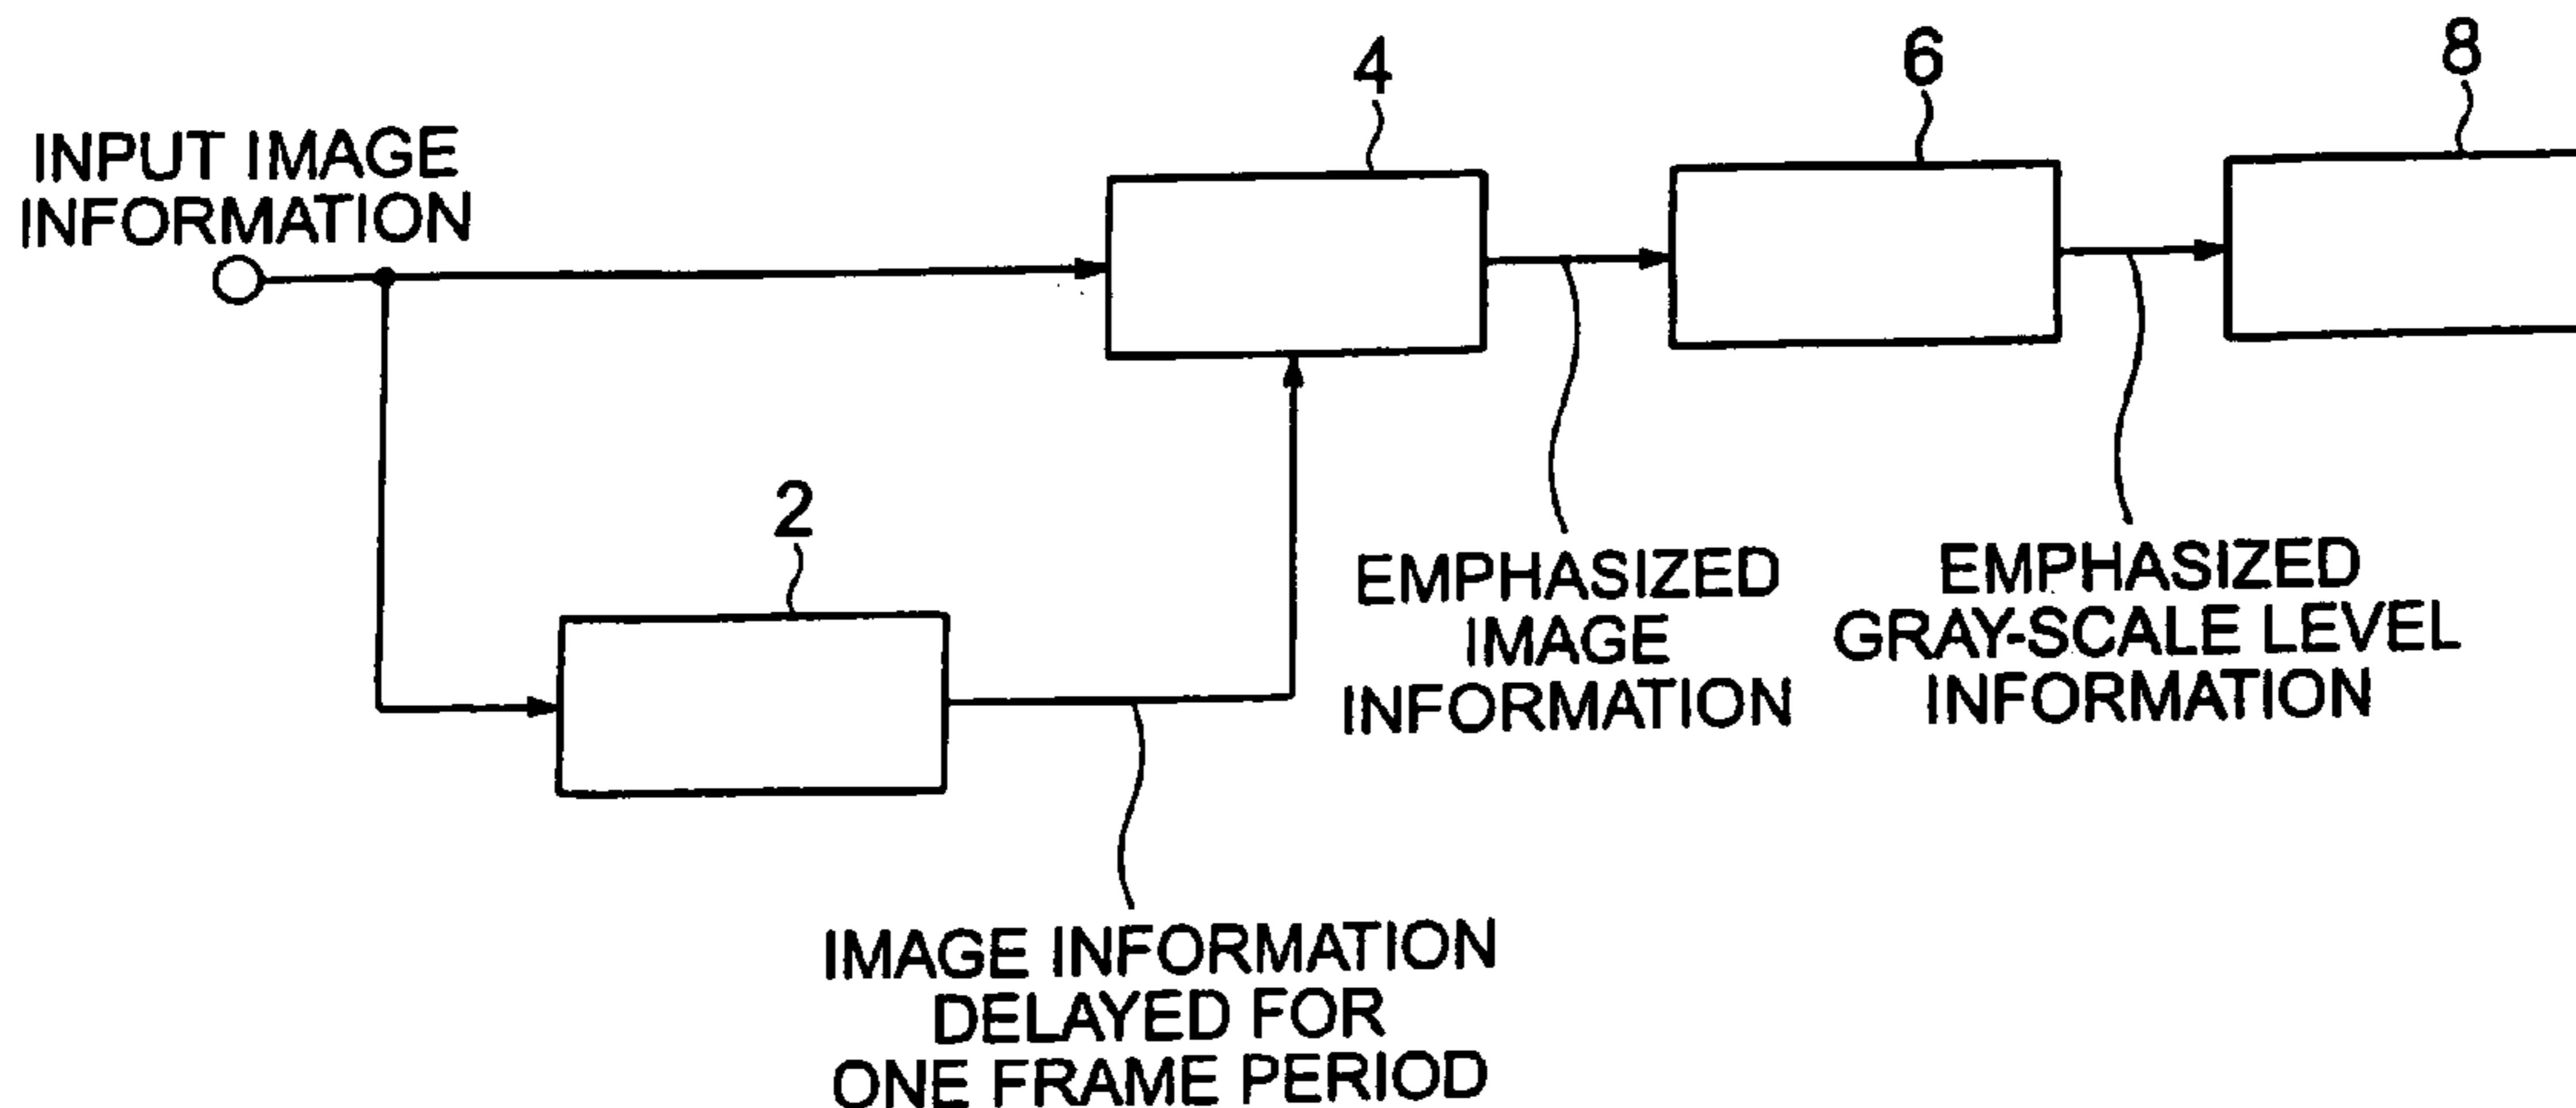 4
6
8
INPUT IMAGE
INFORMATION
2
EMPHASIZED
IMAGE
INFORMATION
EMPHASIZED
GRAY-SCALE LEVEL
INFORMATION
IMAGE INFORMATION
DELAYED FOR
ONE FRAME PERIOD